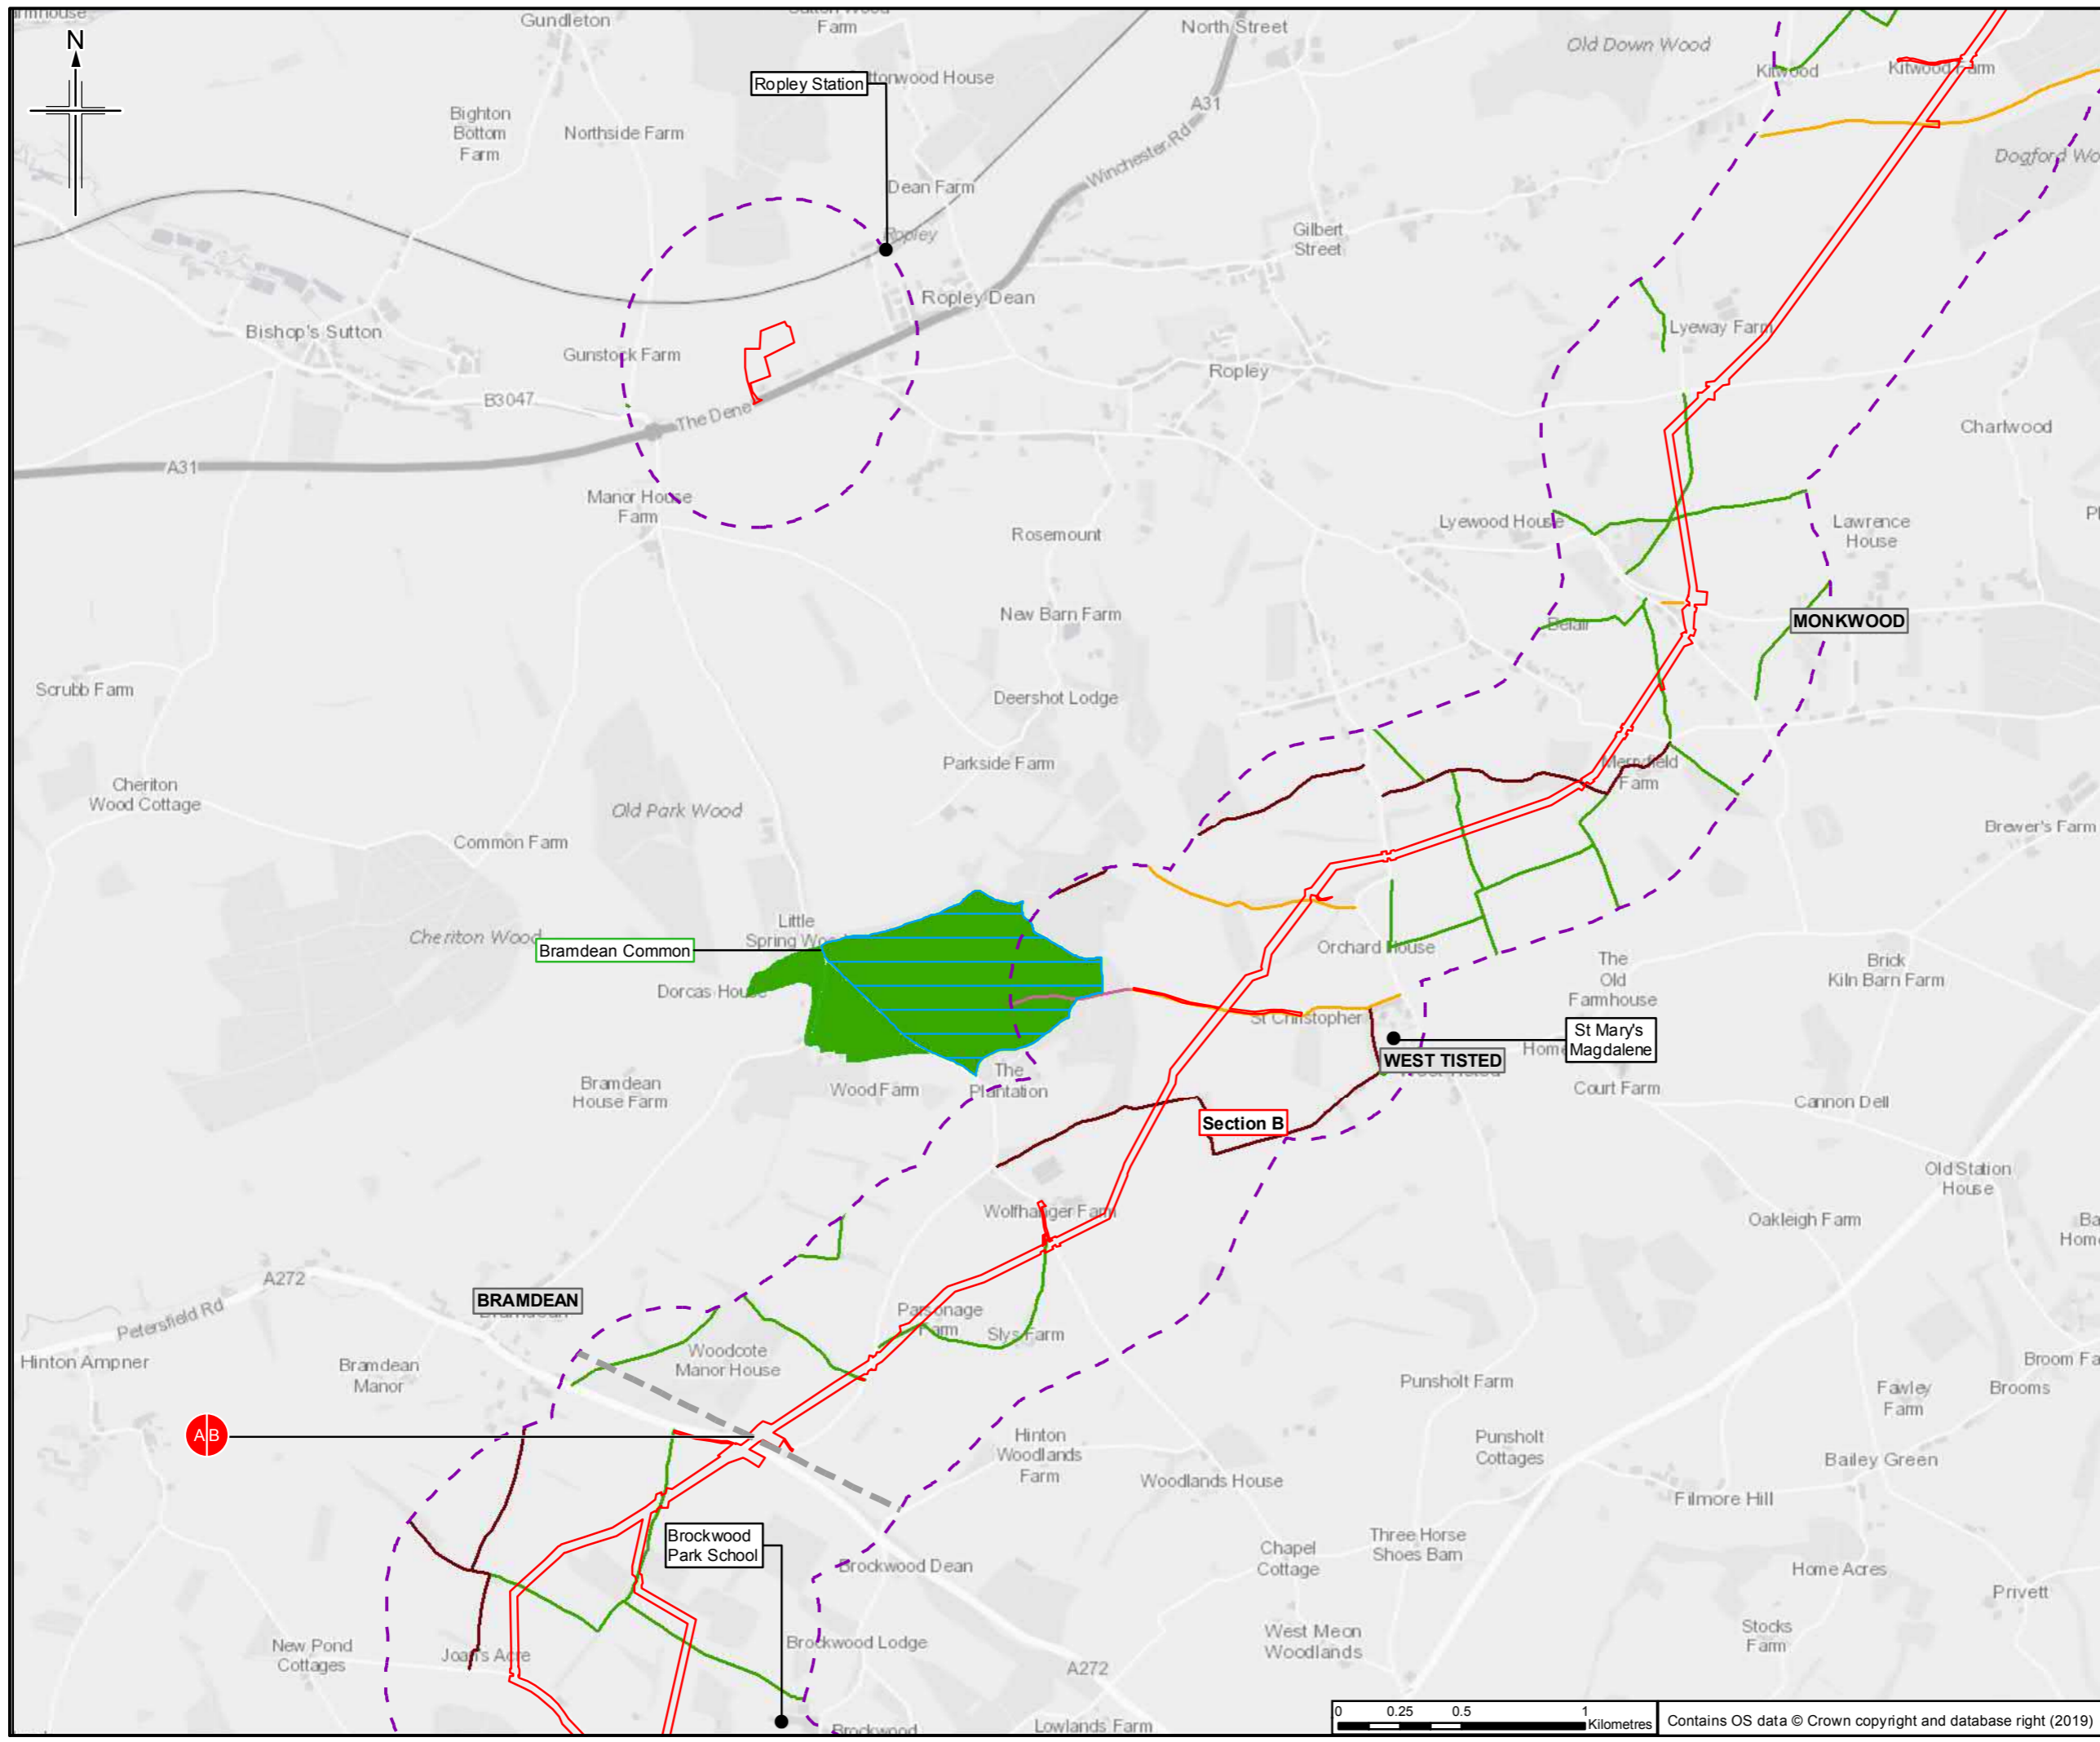 Gundleton
Farm
North Street
Old Down Wood
N
Kitwood
Kitwood Farm
Ropley Station
ttonwood House
A31
Bighton
Bottom
Farm
Northside Farm
Winchester Rd
Dogford Wo
Dean Farm
Ropley
Gilbert
Street
Ropley Dean
Bishop's Sutton
Gunstock Farm
Lyeway Farm
Ropley
B3047
The Dene
Charlwood
A31
Manor House
Farm
Rosemount
Lyewood House
Lawrence
House
Pl
New Barn Farm
Belair
MONKWOOD
Scrubb Farm
Deershot Lodge
Parkside Farm
Merryfield
Farm
Cheriton
Wood Cottage
Old Park Wood
Common Farm
Brewer's Farm
Little
Spring Wood
Cheriton Wood
Bramdean Common
Orchard House
The
Old
Farmhouse
Brick
Kiln Barn Farm
Dorcas House
St Christopher
St Mary's
Magdalene
WEST TISTED
Home
The
Plantation
Bramdean
House Farm
Wood Farm
Court Farm
Cannon Dell
Section B
Old Station
House
Wolfhanger Farm
Oakleigh Farm
Ba
Home
A272
BRAMDEAN
Petersfield Rd
Parsonage
Farm
Slys Farm
Hinton Ampner
Bramdean
Manor
Woodcote
Manor House
Broom Fa
Punsholt Farm
Fawley
Farm
Brooms
A|B
Hinton
Woodlands
Farm
Punsholt
Cottages
Bailey Green
Woodlands House
Filmore Hill
Brockwood
Park School
Three Horse
Shoes Barn
Chapel
Cottage
Brockwood Dean
Home Acres
Privett
New Pond
Cottages
Joan's Acre
Brockwood Lodge
West Meon
Woodlands
Stocks
Farm
A272
Lowlands Farm
Brockwood
0 0.25 0.5 1
Kilometres
Contains OS data © Crown copyright and database right (2019)